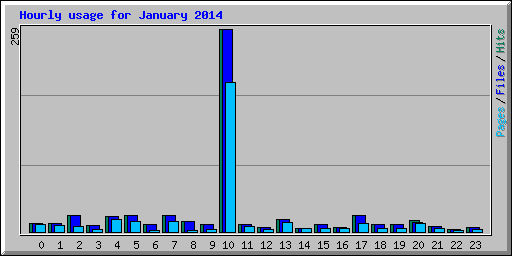 Hourly usage for January 2014
259
Pages/Files/Hits
0 1 2 3 4 5 6 7 8 9 10 11 12 13 14 15 16 17 18 19 20 21 22 23